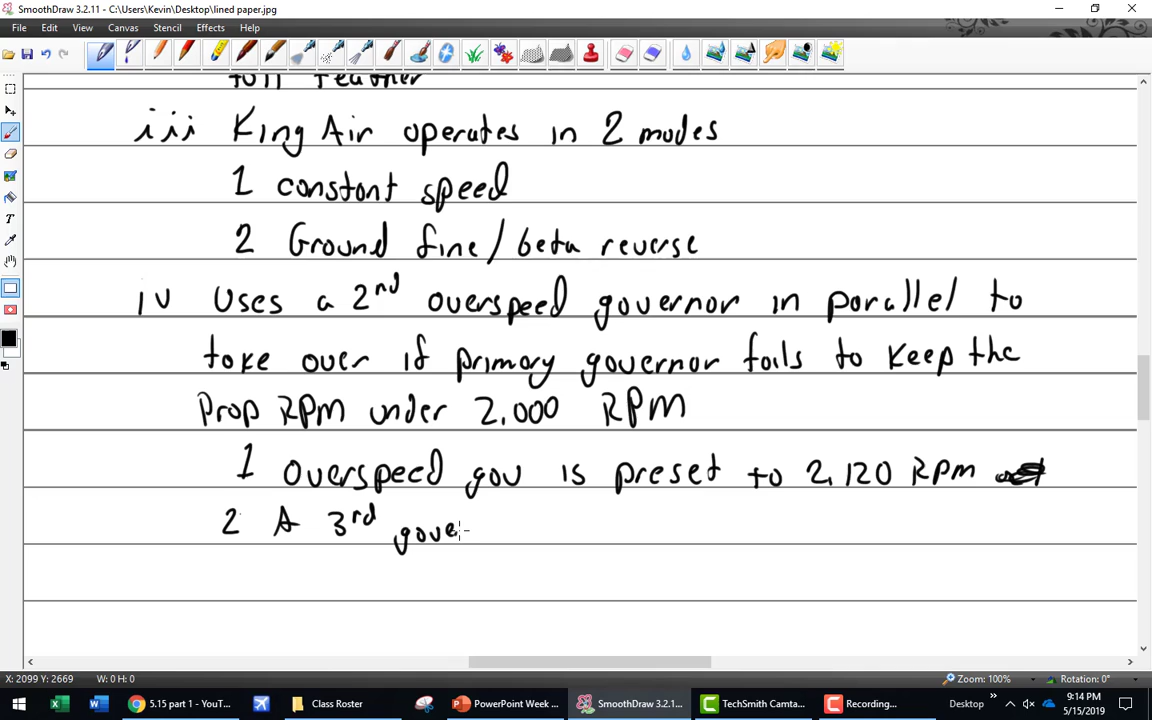 SmoothDraw 3.2.11 - C:\Users\Kevin\Desktop\lined paper.jpg
File Edit View Canvas Stencil Effects Help
full feather
iii King Air operates in 2 modes
1 constant speed
2 Ground fine/beta reverse
iv Uses a 2nd overspeed governor in parallel to
take over if primary governor fails to keep the
Prop RPM under 2,000 RPM
1 Overspeed gov is preset to 2,120 RPM
2 A 3rd gove
X: 2099 Y: 2669 W: 0 H: 0 Zoom: 100% Rotation: 0°
5.15 part 1 - YouT... Class Roster PowerPoint Week ... SmoothDraw 3.2.1... TechSmith Camta... Recording... Desktop 9:14 PM
5/15/2019